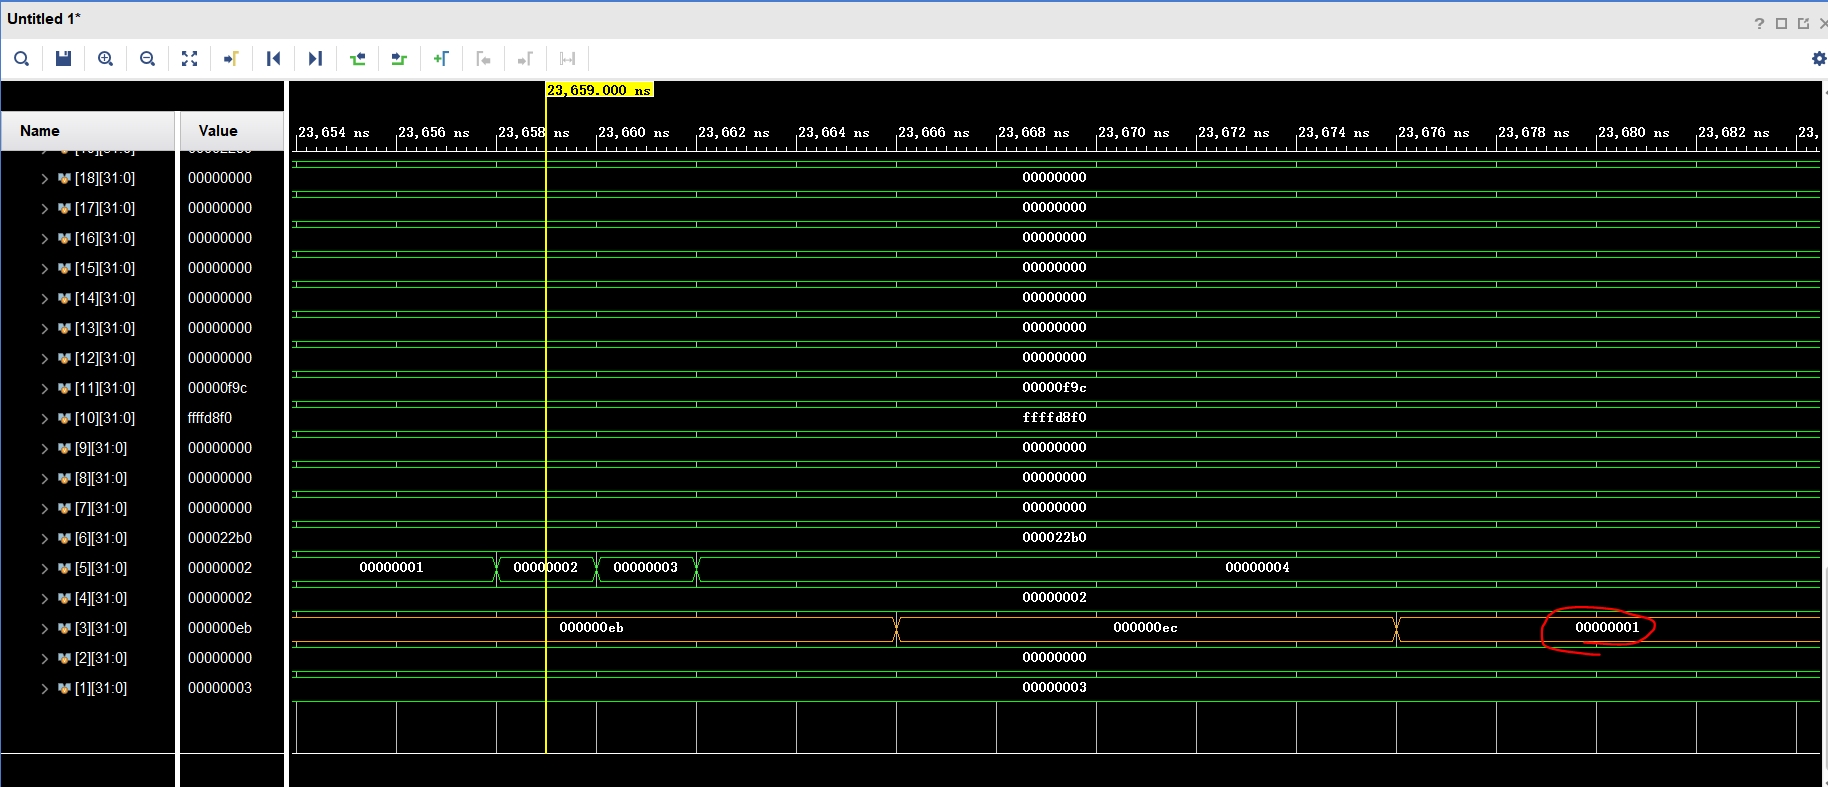 Untitled 1*
?
23,659.000 ns
Name Value
23,654 ns 23,656 ns 23,658 ns 23,660 ns 23,662 ns 23,664 ns 23,666 ns 23,668 ns 23,670 ns 23,672 ns 23,674 ns 23,676 ns 23,678 ns 23,680 ns 23,682 ns 23,
[18][31:0] 00000000 00000000
[17][31:0] 00000000 00000000
[16][31:0] 00000000 00000000
[15][31:0] 00000000 00000000
[14][31:0] 00000000 00000000
[13][31:0] 00000000 00000000
[12][31:0] 00000000 00000000
[11][31:0] 00000f9c 00000f9c
[10][31:0] ffffd8f0 ffffd8f0
[9][31:0] 00000000 00000000
[8][31:0] 00000000 00000000
[7][31:0] 00000000 00000000
[6][31:0] 000022b0 000022b0
[5][31:0] 00000002 00000001 00000002 00000003 00000004
[4][31:0] 00000002 00000002
[3][31:0] 000000eb 000000eb 000000ec 00000001
[2][31:0] 00000000 00000000
[1][31:0] 00000003 00000003